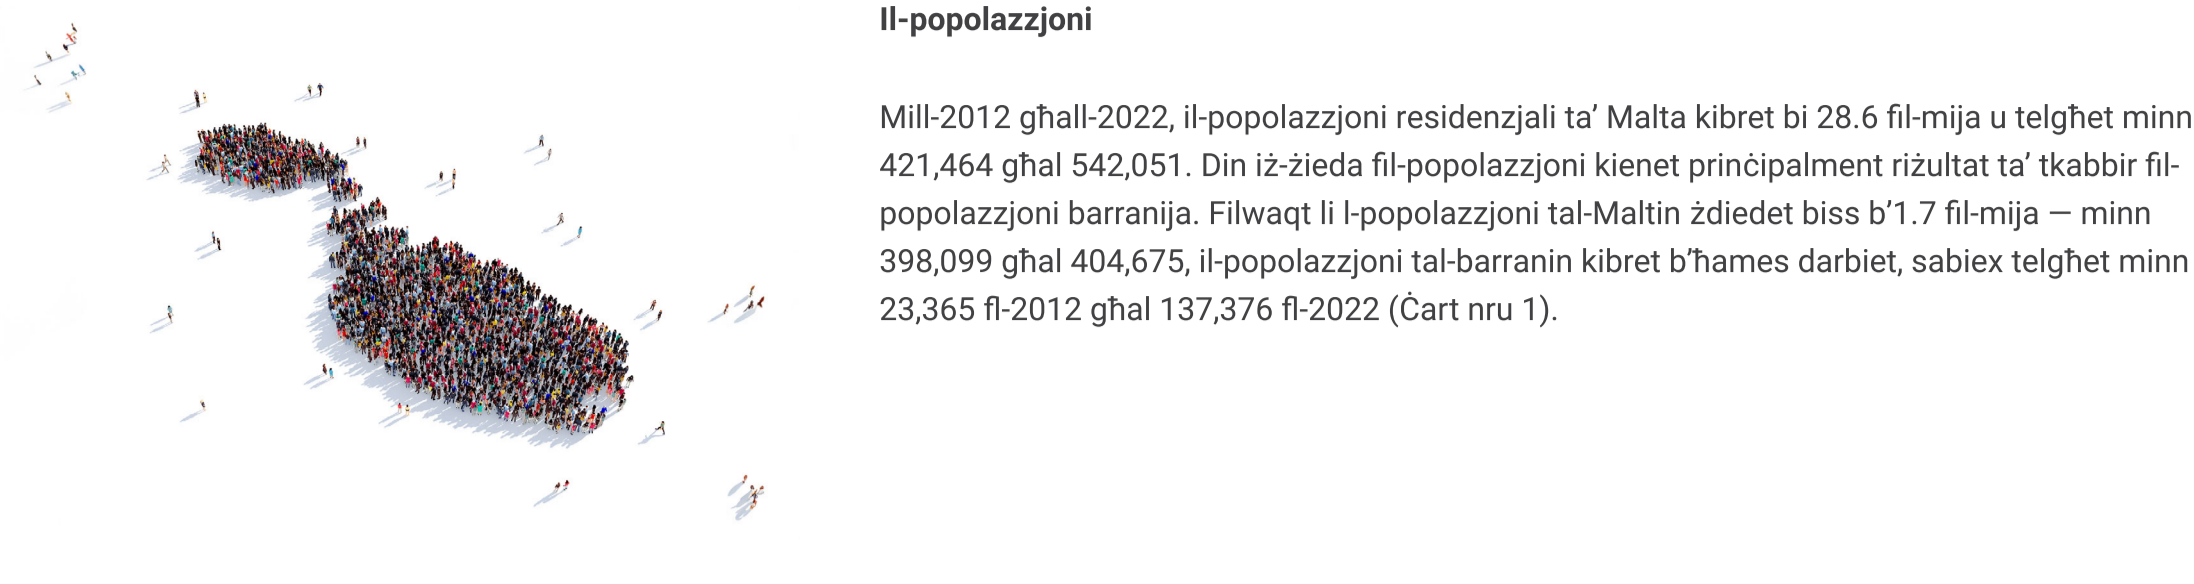 Il-popolazzjoni
Mill-2012 għall-2022, il-popolazzjoni residenzjali ta’ Malta kibret bi 28.6 fil-mija u telgħet minn
421,464 għal 542,051. Din iż-żieda fil-popolazzjoni kienet prinċipalment riżultat ta’ tkabbir fil-
popolazzjoni barranija. Filwaqt li l-popolazzjoni tal-Maltin żdiedet biss b’1.7 fil-mija — minn
398,099 għal 404,675, il-popolazzjoni tal-barranin kibret b’ħames darbiet, sabiex telgħet minn
23,365 fl-2012 għal 137,376 fl-2022 (Ċart nru 1).